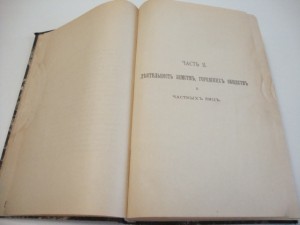 ЧАСТЬ II.
ДѢЯТЕЛЬНОСТЬ ЗЕМСТВЪ, ГОРОДСКИХЪ ОБЩЕСТВЪ
И
ЧАСТНЫХЪ ЛИЦЪ.